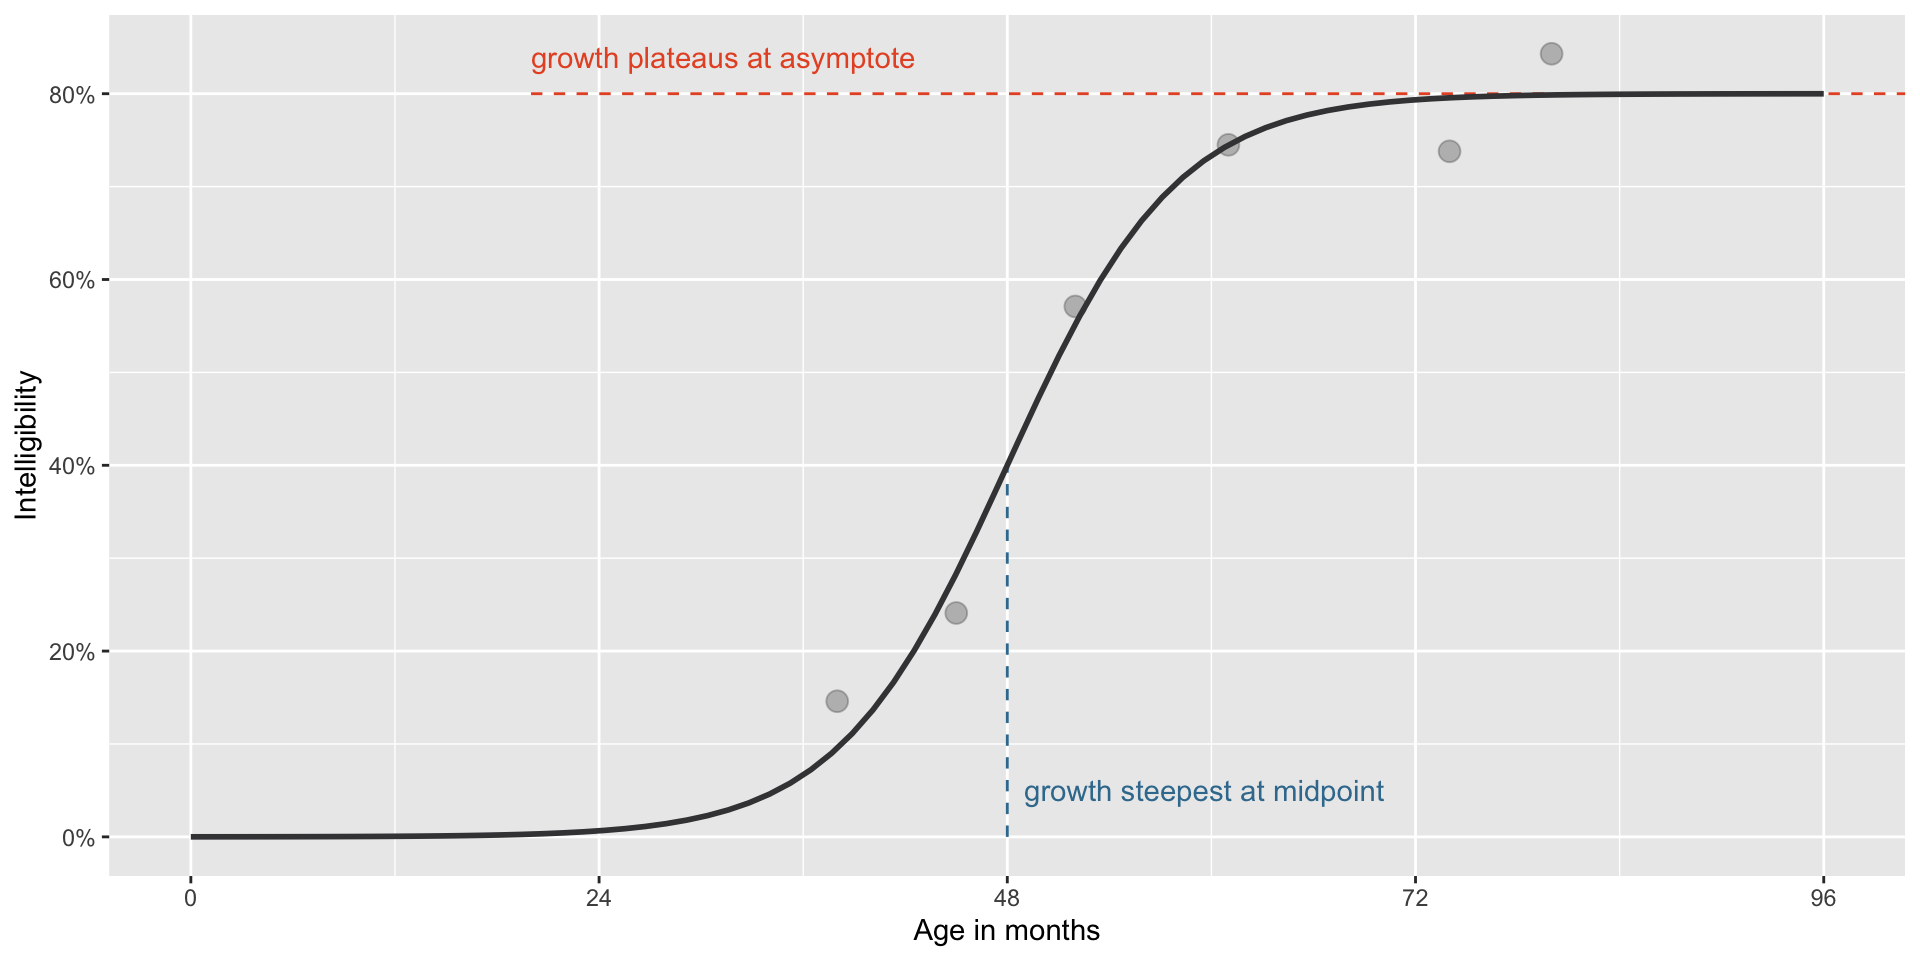 growth plateaus at asymptote
80%
60%
40%
20%
0%
Intelligibility
growth steepest at midpoint
0 24 48 72 96
Age in months